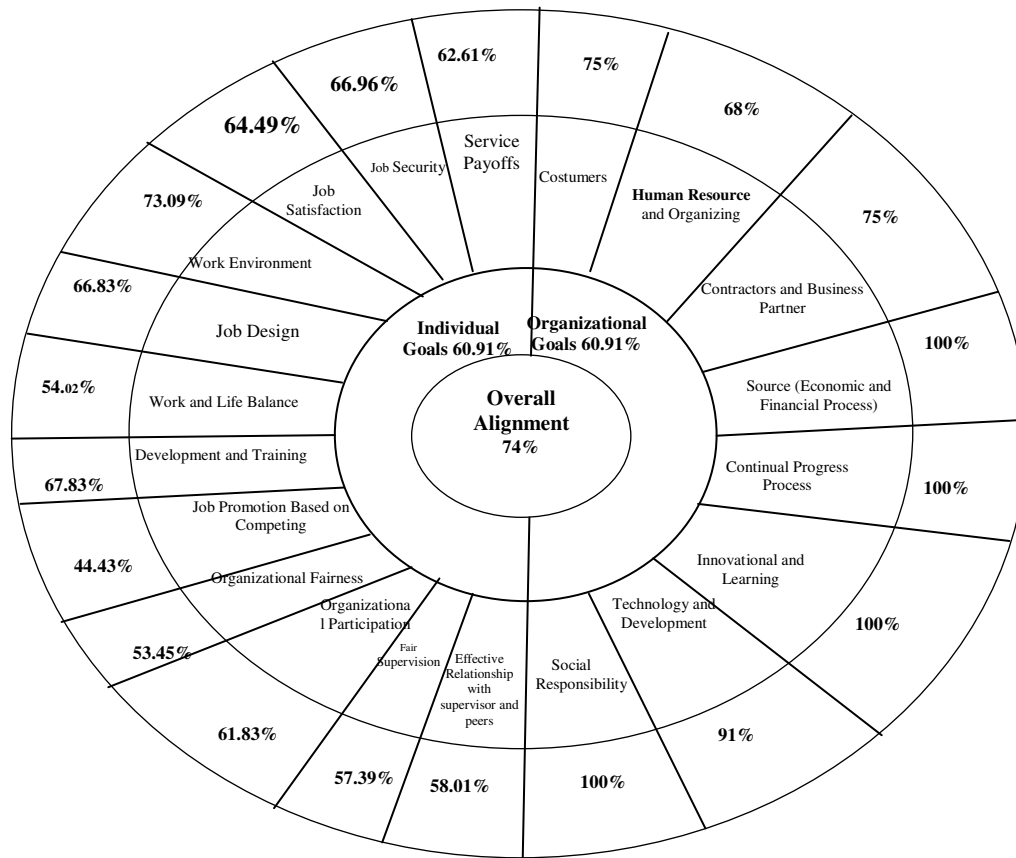 62.61%
75%
66.96%
68%
64.49%
Service
Payoffs
Job Security
Costumers
Job
Satisfaction
Human Resource
and Organizing
73.09%
75%
Work Environment
66.83%
Contractors and Business
Partner
Job Design
Individual
Goals 60.91%
Organizational
Goals 60.91%
100%
54.02%
Work and Life Balance
Source (Economic and
Financial Process)
Overall
Alignment
74%
Development and Training
67.83%
Continual Progress
Process
100%
Job Promotion Based on
Competing
44.43%
Innovational and
Learning
Organizational Fairness
Organizationa
l Participation
Technology and
Development
100%
53.45%
Fair
Supervision
Effective
Relationship
with
supervisor and
peers
Social
Responsibility
61.83%
91%
57.39%
58.01%
100%